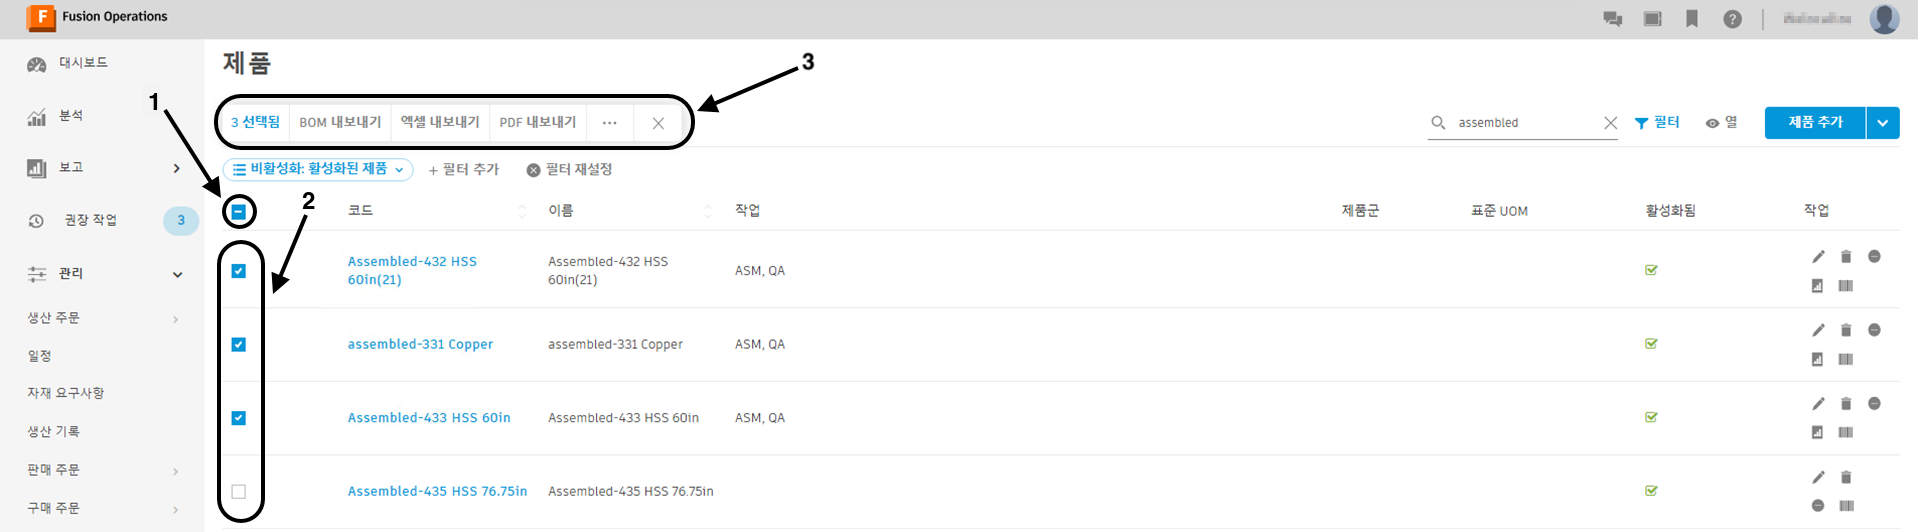 F Fusion Operations
대시보드
분석
보고
권장 작업 3
관리
생산 주문
일정
자재 요구사항
생산 기록
판매 주문
구매 주문
제품
1
2
3
3 선택됨 BOM 내보내기 엑셀 내보내기 PDF 내보내기 ...
assembled 필터 열 제품 추가
비활성화: 활성화된 제품 + 필터 추가 필터 재설정
코드 이름 작업 제품군 표준 UOM 활성화됨 작업
Assembled-432 HSS Assembled-432 HSS
60in(21) 60in(21) ASM, QA
assembled-331 Copper assembled-331 Copper ASM, QA
Assembled-433 HSS 60in Assembled-433 HSS 60in ASM, QA
Assembled-435 HSS 76.75in Assembled-435 HSS 76.75in